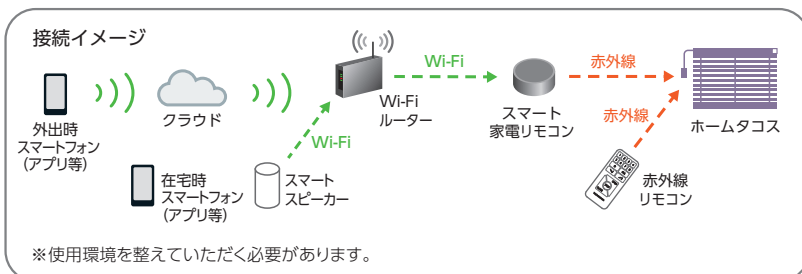 接続イメージ
Wi-Fi
赤外線
クラウド
Wi-Fi
ルーター
スマート
家電リモコン
赤外線
ホームタコス
外出時
スマートフォン
（アプリ等）
Wi-Fi
在宅時
スマートフォン
（アプリ等）
スマート
スピーカー
赤外線
リモコン
※使用環境を整えていただく必要があります。